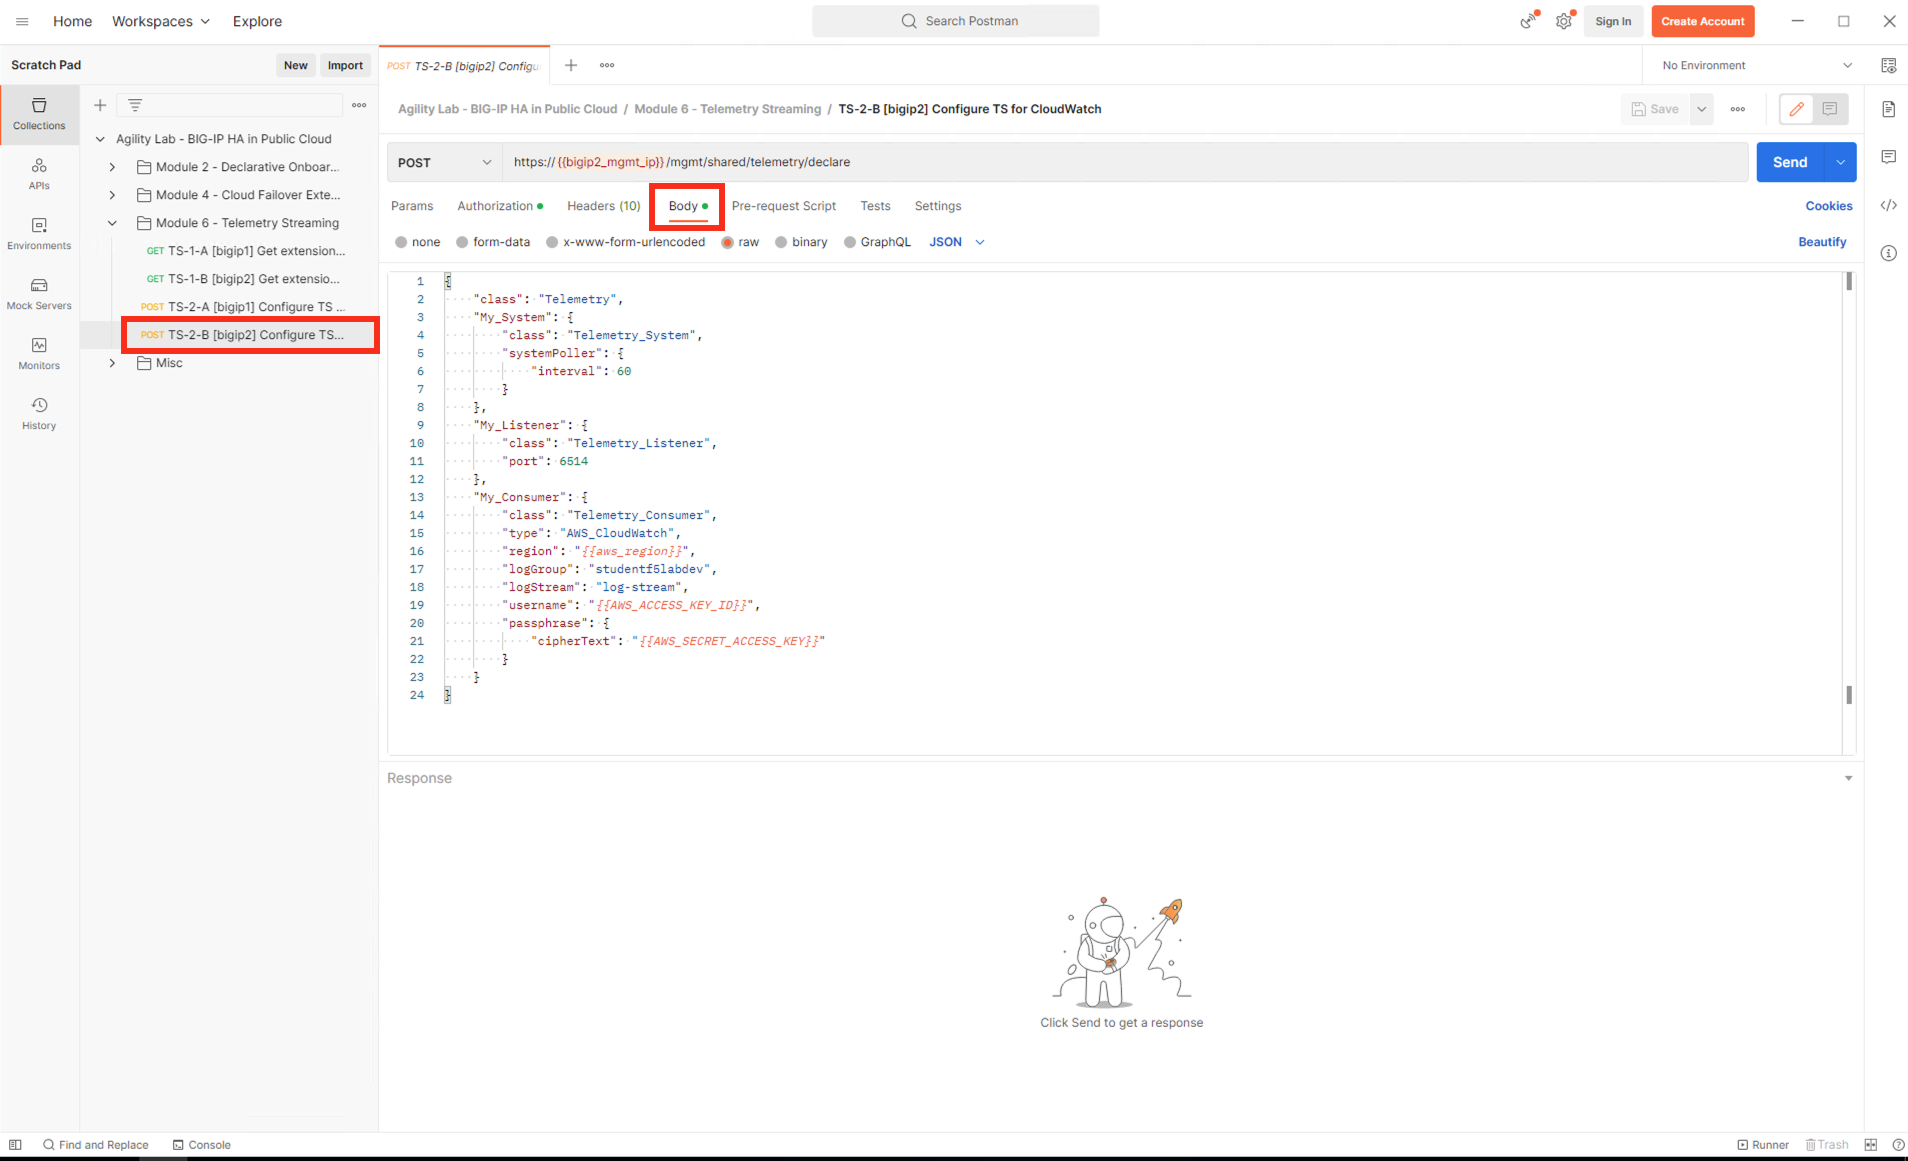 Home Workspaces Explore Search Postman Sign In Create Account
Scratch Pad New Import POST TS-2-B [bigip2] Configu No Environment
Agility Lab - BIG-IP HA in Public Cloud / Module 6 - Telemetry Streaming / TS-2-B [bigip2] Configure TS for CloudWatch Save
Collections
APIs
Environments
Mock Servers
Monitors
History
Agility Lab - BIG-IP HA in Public Cloud
Module 2 - Declarative Onboar...
Module 4 - Cloud Failover Exte...
Module 6 - Telemetry Streaming
GET TS-1-A [bigip1] Get extension...
GET TS-1-B [bigip2] Get extensio...
POST TS-2-A [bigip1] Configure TS ...
POST TS-2-B [bigip2] Configure TS...
Misc
POST https://{{bigip2_mgmt_ip}}/mgmt/shared/telemetry/declare Send
Params Authorization Headers (10) Body Pre-request Script Tests Settings Cookies
none form-data x-www-form-urlencoded raw binary GraphQL JSON Beautify
1 {
2 "class": "Telemetry",
3 "My_System": {
4 "class": "Telemetry_System",
5 "systemPoller": {
6 "interval": 60
7 }
8 },
9 "My_Listener": {
10 "class": "Telemetry_Listener",
11 "port": 6514
12 },
13 "My_Consumer": {
14 "class": "Telemetry_Consumer",
15 "type": "AWS_CloudWatch",
16 "region": "{{aws_region}}",
17 "logGroup": "studentf5labdev",
18 "logStream": "log-stream",
19 "username": "{{AWS_ACCESS_KEY_ID}}",
20 "passphrase": {
21 "cipherText": "{{AWS_SECRET_ACCESS_KEY}}"
22 }
23 }
24 }
Response
Click Send to get a response
Find and Replace Console Runner Trash